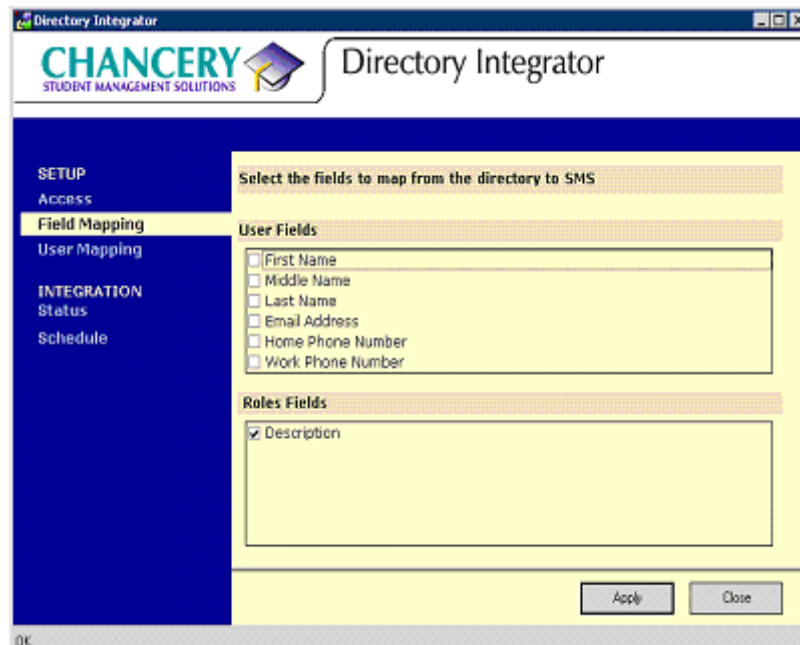 Directory Integrator
CHANCERY
STUDENT MANAGEMENT SOLUTIONS
Directory Integrator
SETUP
Access
Field Mapping
User Mapping
INTEGRATION
Status
Schedule
Select the fields to map from the directory to SMS
User Fields
First Name
Middle Name
Last Name
Email Address
Home Phone Number
Work Phone Number
Roles Fields
Description
Apply
Close
OK